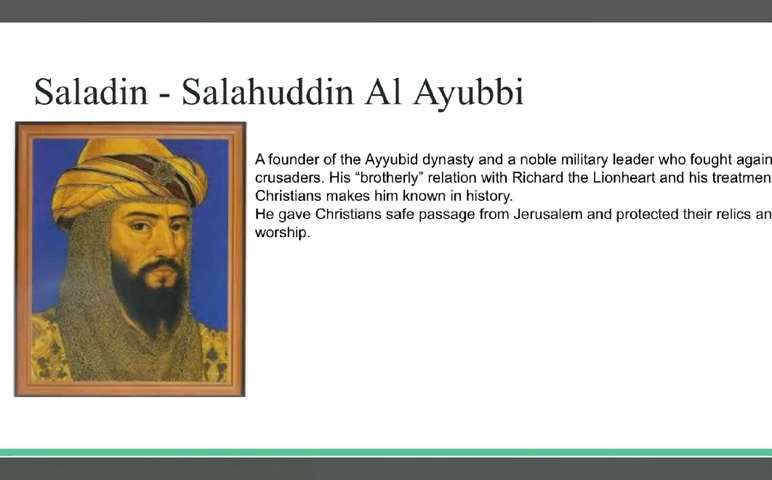 Saladin - Salahuddin Al Ayubbi
A founder of the Ayyubid dynasty and a noble military leader who fought again
crusaders. His “brotherly” relation with Richard the Lionheart and his treatmen
Christians makes him known in history.
He gave Christians safe passage from Jerusalem and protected their relics an
worship.